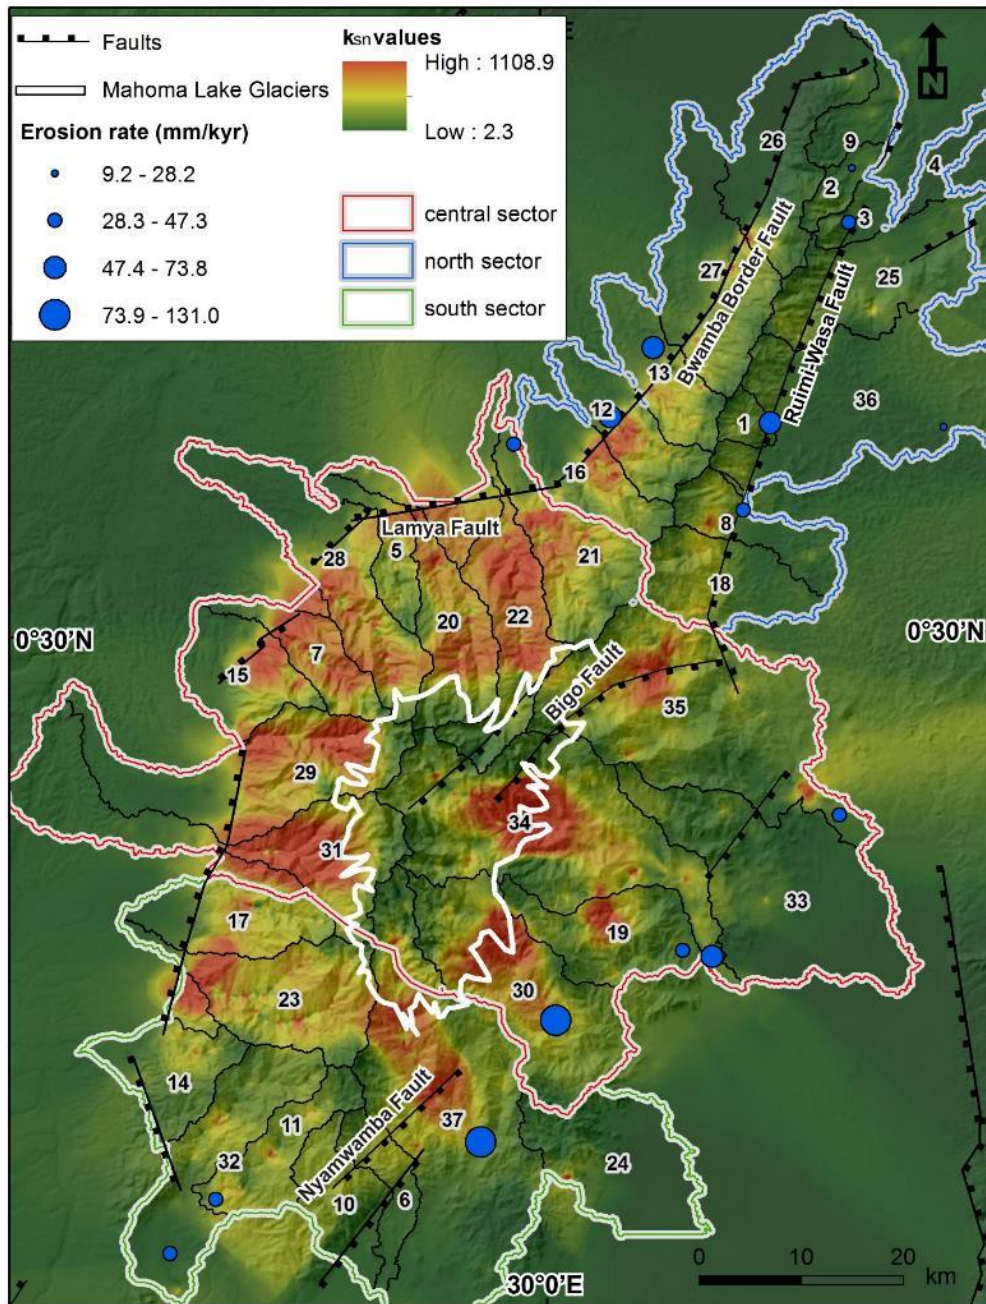 Faults
Mahoma Lake Glaciers
Erosion rate (mm/kyr)
9.2 - 28.2
28.3 - 47.3
47.4 - 73.8
73.9 - 131.0
ksn values
High : 1108.9
Low : 2.3
central sector
north sector
south sector
N
26
9
4
2
3
27
Bwamba Border Fault
25
13
Ruimi-Wasa Fault
36
12
1
16
Lamya Fault
8
28
5
21
18
20
22
0°30'N
0°30'N
7
15
Bigo Fault
35
29
34
31
33
17
19
30
23
14
11
Nyamwamba Fault
37
32
24
10
6
0
10
20
km
30°0'E